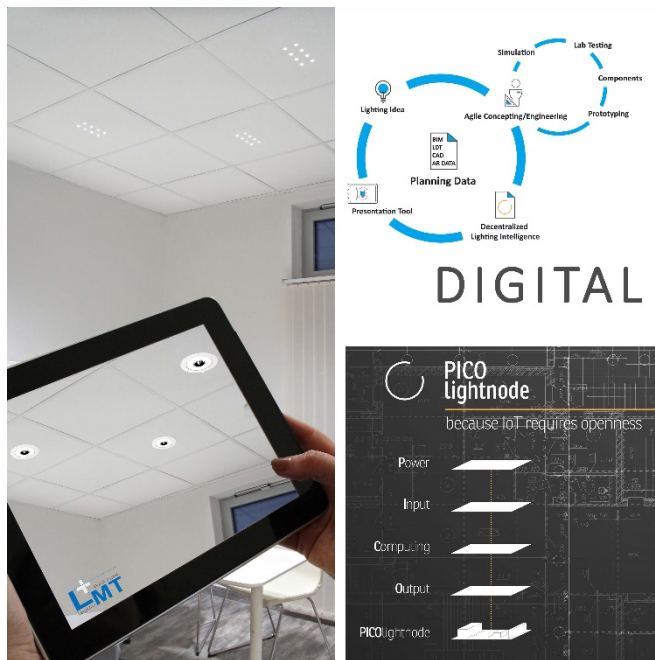 Simulation
Lab Testing
Components
Prototyping
Agile Concepting/Engineering
Lighting Idea
BIM
LDT
CAD
AR DATA
Planning Data
Presentation Tool
Decentralized
Lighting Intelligence
DIGITAL
PICO
lightnode
because IoT requires openness
Power
Input
Computing
Output
PICOlightnode
LMT